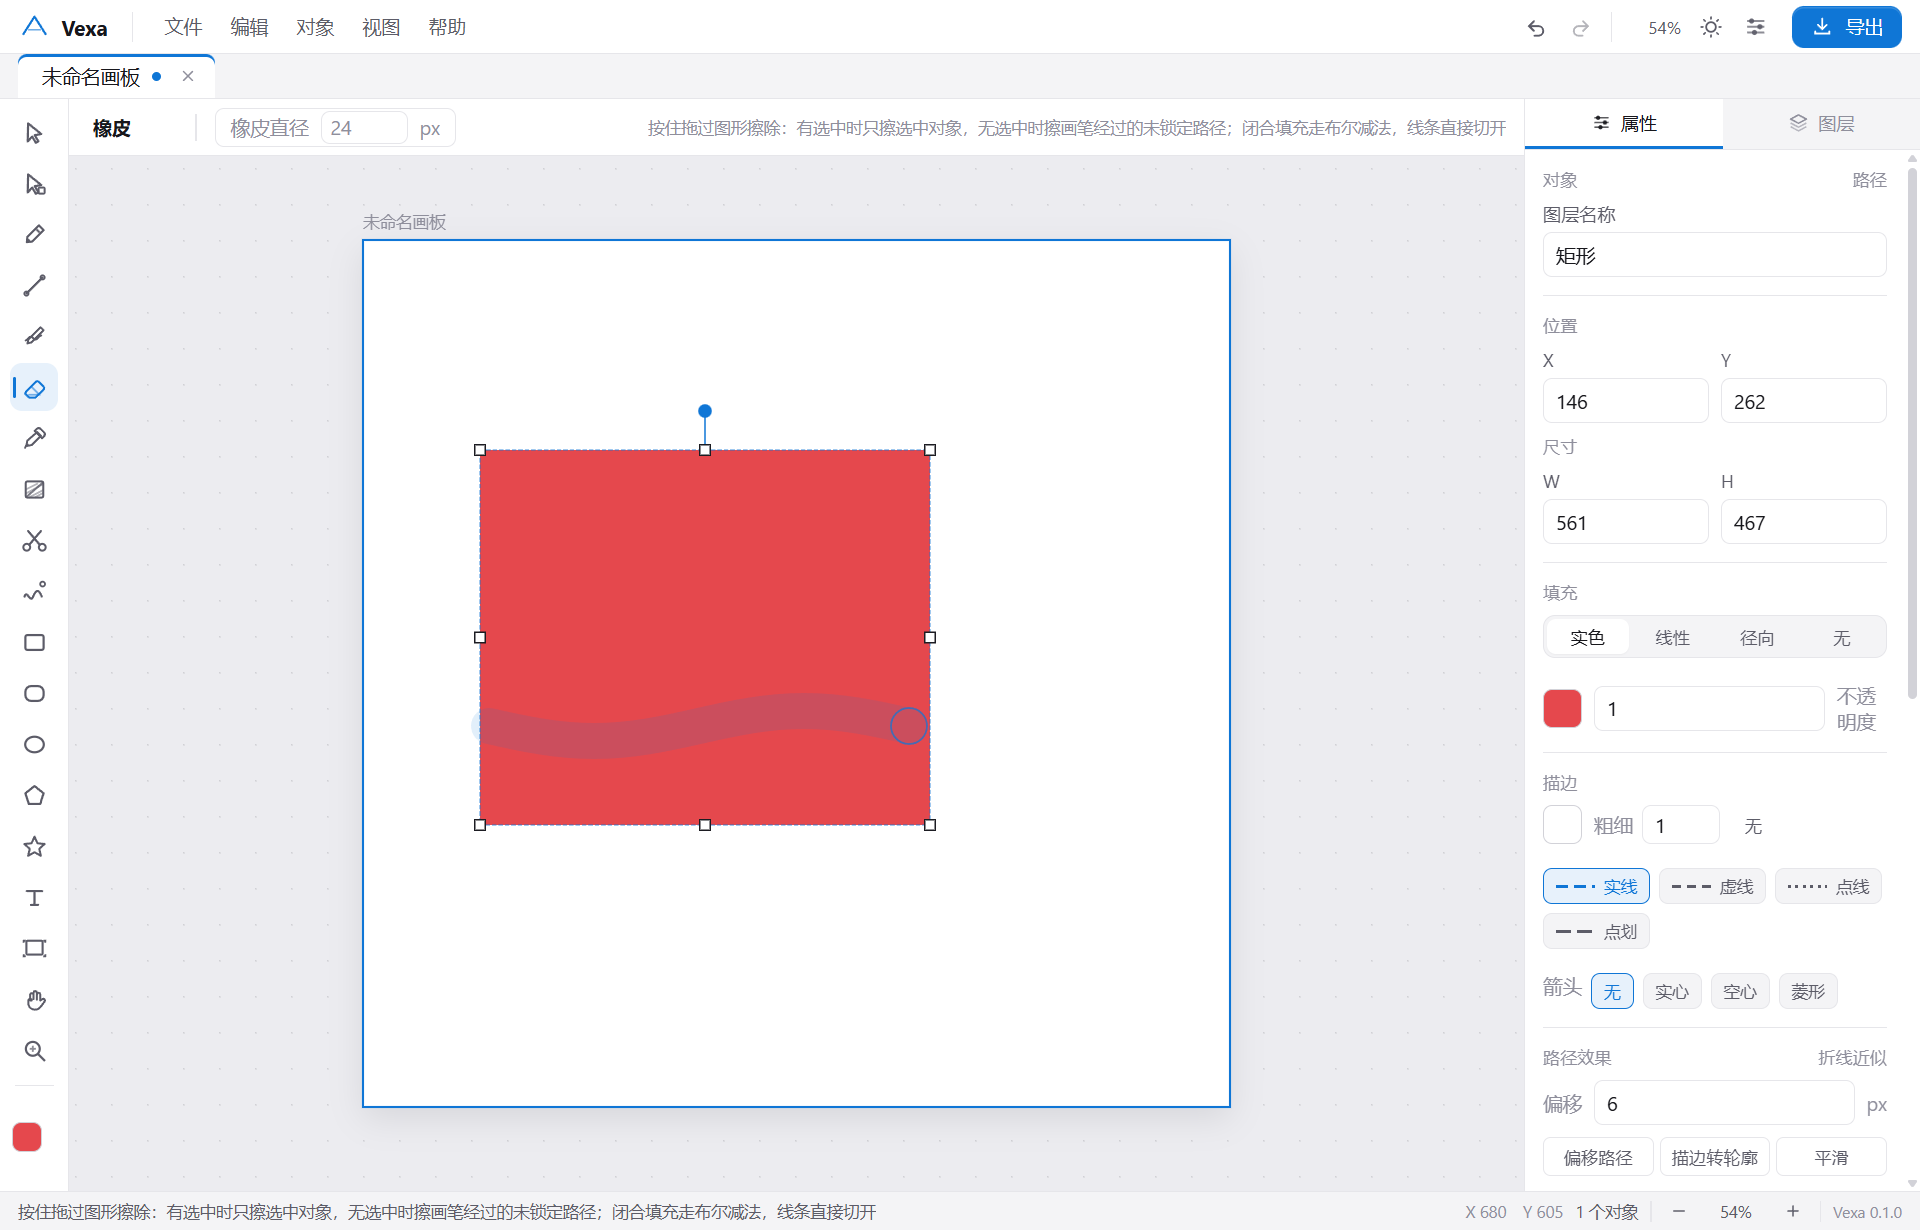 Vexa 文件 编辑 对象 视图 帮助 54% 导出
未命名画板
橡皮 橡皮直径 24 px 按住拖过图形擦除：有选中时只擦选中对象，无选中时擦画笔经过的未锁定路径；闭合填充走布尔减法，线条直接切开
属性 图层
未命名画板
对象 路径
图层名称
矩形
位置
X Y
146 262
尺寸
W H
561 467
填充
实色 线性 径向 无
1 不透明度
描边
粗细 1 无
实线 虚线 点线
点划
箭头 无 实心 空心 菱形
路径效果 折线近似
偏移 6 px
偏移路径 描边转轮廓 平滑
按住拖过图形擦除：有选中时只擦选中对象，无选中时擦画笔经过的未锁定路径；闭合填充走布尔减法，线条直接切开 X 680 Y 605 1 个对象 54% Vexa 0.1.0